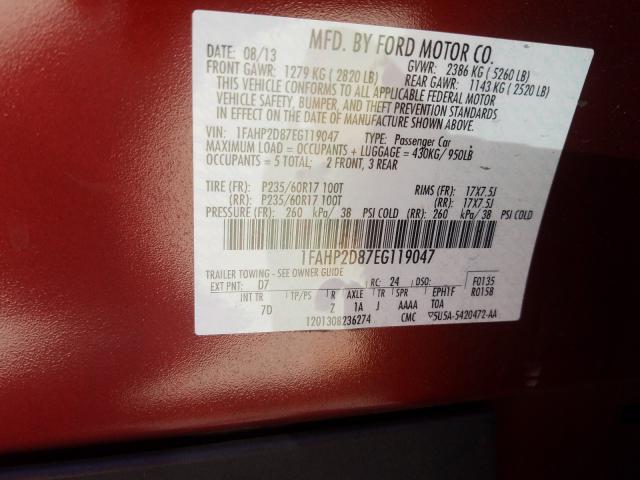 MFD. BY FORD MOTOR CO.
DATE: 08/13 GVWR: 2386 KG ( 5260 LB)
FRONT GAWR: 1279 KG ( 2820 LB) REAR GAWR: 1143 KG ( 2520 LB)
THIS VEHICLE CONFORMS TO ALL APPLICABLE FEDERAL MOTOR
VEHICLE SAFETY, BUMPER, AND THEFT PREVENTION STANDARDS
IN EFFECT ON THE DATE OF MANUFACTURE SHOWN ABOVE.
VIN: 1FAHP2D87EG119047 TYPE: Passenger Car
MAXIMUM LOAD = OCCUPANTS + LUGGAGE = 430KG/ 950LB
OCCUPANTS = 5 TOTAL; 2 FRONT, 3 REAR
TIRE (FR): P235/60R17 100T RIMS (FR): 17X7.5J
(RR): P235/60R17 100T (RR): 17X7.5J
PRESSURE (FR): 260 kPa/ 38 PSI COLD (RR): 260 kPa/ 38 PSI COLD
1FAHP2D87EG119047
TRAILER TOWING - SEE OWNER GUIDE
EXT PNT: D7 RC: 24 DSO: F0135
INT TR TP/PS R AXLE TR SPR EPH1F R0158
7D Z 1A J AAAA TOA
1201308236274 CMC 5U5A-5420472-AA